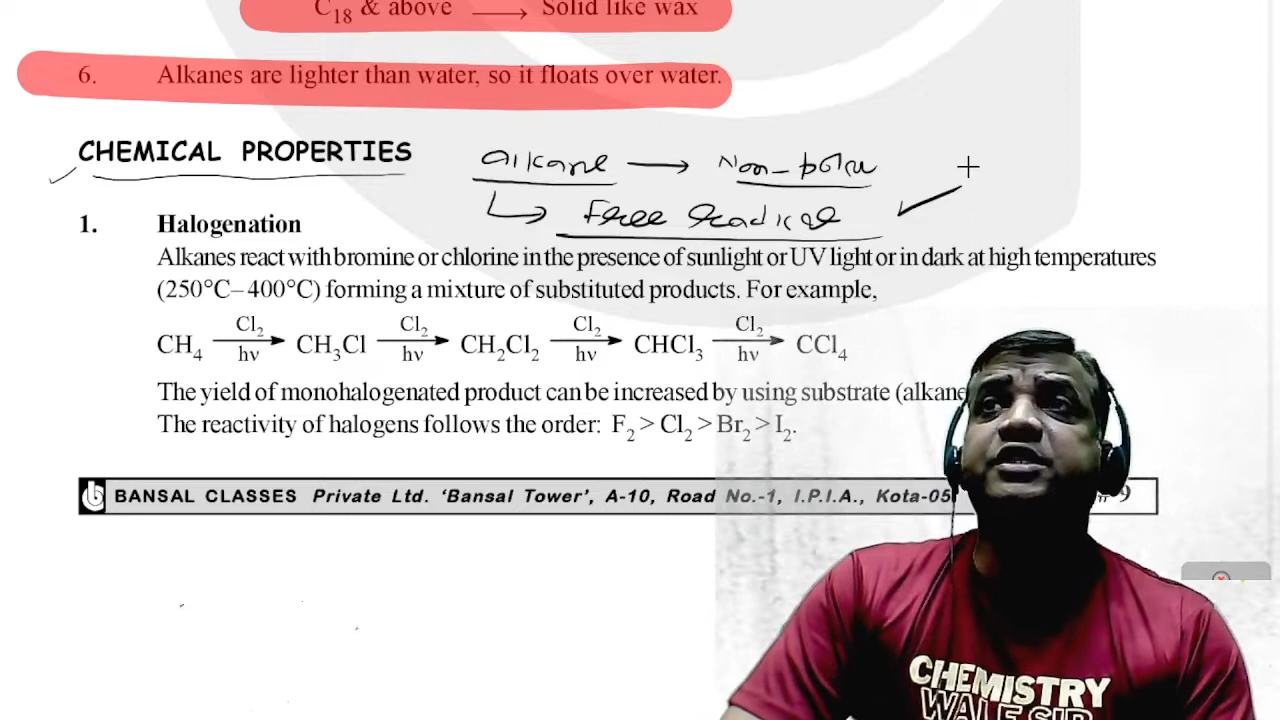 C18 & above ⟶ Solid like wax
6. Alkanes are lighter than water, so it floats over water.
CHEMICAL PROPERTIES
alkane → Non-polar
↳ Free Radical ✓
1. Halogenation
Alkanes react with bromine or chlorine in the presence of sunlight or UV light or in dark at high temperatures
(250°C–400°C) forming a mixture of substituted products. For example,
CH4 —Cl2/hν→ CH3Cl —Cl2/hν→ CH2Cl2 —Cl2/hν→ CHCl3 —Cl2/hν→ CCl4
The yield of monohalogenated product can be increased by using substrate (alkane
The reactivity of halogens follows the order: F2 > Cl2 > Br2 > I2.
BANSAL CLASSES Private Ltd. ‘Bansal Tower’, A-10, Road No.-1, I.P.I.A., Kota-05 # 9
CHEMISTRY
WALE SIR